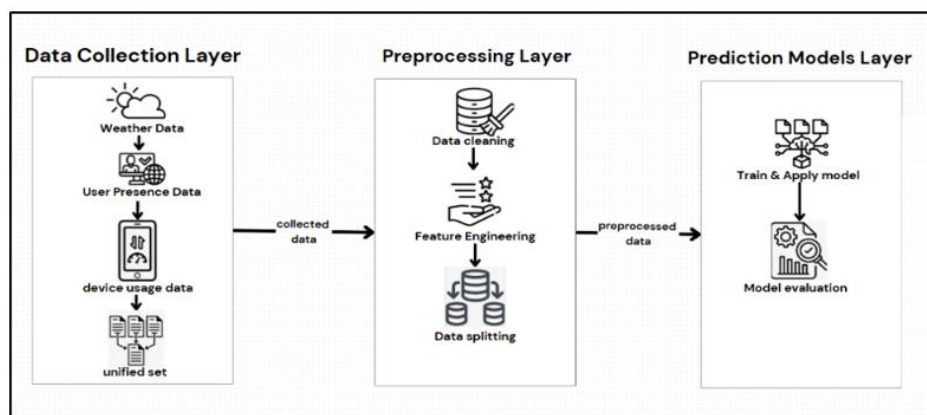 Data Collection Layer
Weather Data
User Presence Data
device usage data
unified set
collected
data
Preprocessing Layer
Data cleaning
Feature Engineering
Data splitting
preprocessed
data
Prediction Models Layer
Train & Apply model
Model evaluation